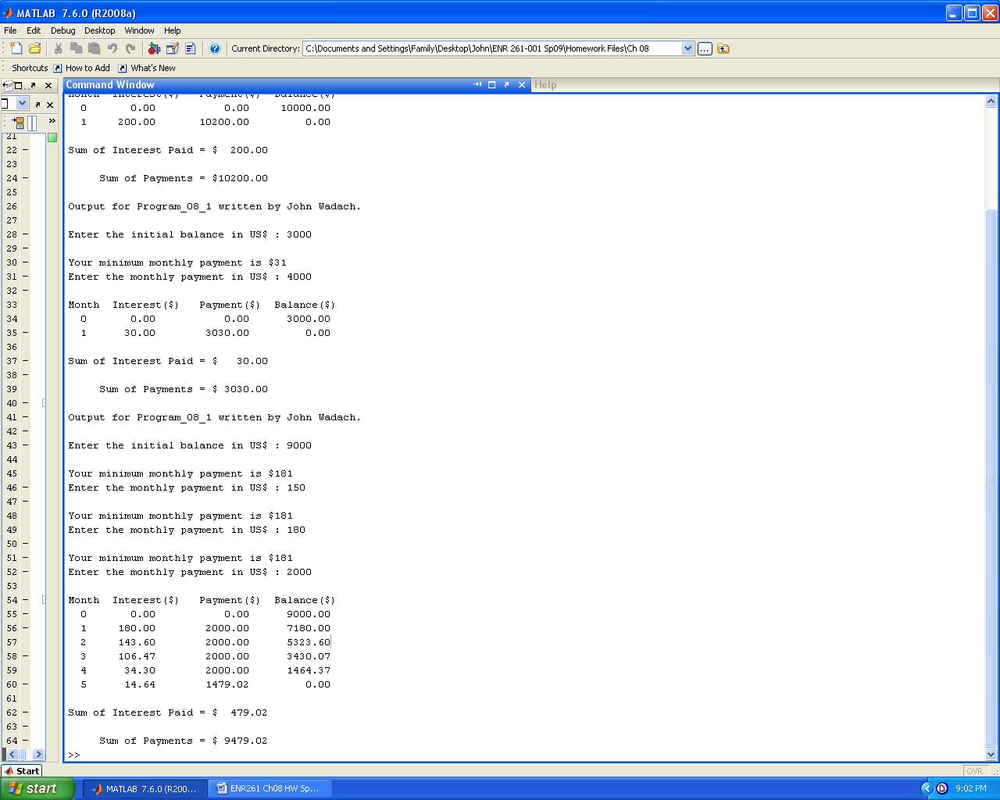 MATLAB 7.6.0 (R2008a)
File Edit Debug Desktop Window Help
Current Directory: C:\Documents and Settings\Family\Desktop\John\ENR 261-001 Sp09\Homework Files\Ch 08 ...
Shortcuts How to Add What's New
Command Window
Help
Month Interest($) Payment($) Balance($)
0 0.00 0.00 10000.00
1 200.00 10200.00 0.00
Sum of Interest Paid = $ 200.00
Sum of Payments = $10200.00
Output for Program_08_1 written by John Wadach.
Enter the initial balance in US$ : 3000
Your minimum monthly payment is $31
Enter the monthly payment in US$ : 4000
Month Interest($) Payment($) Balance($)
0 0.00 0.00 3000.00
1 30.00 3030.00 0.00
Sum of Interest Paid = $ 30.00
Sum of Payments = $ 3030.00
Output for Program_08_1 written by John Wadach.
Enter the initial balance in US$ : 9000
Your minimum monthly payment is $181
Enter the monthly payment in US$ : 150
Your minimum monthly payment is $181
Enter the monthly payment in US$ : 180
Your minimum monthly payment is $181
Enter the monthly payment in US$ : 2000
Month Interest($) Payment($) Balance($)
0 0.00 0.00 9000.00
1 180.00 2000.00 7180.00
2 143.60 2000.00 5323.60
3 106.47 2000.00 3430.07
4 34.30 2000.00 1464.37
5 14.64 1479.02 0.00
Sum of Interest Paid = $ 479.02
Sum of Payments = $ 9479.02
>>
21
22 –
23
24 –
25
26
27
28 –
29 –
30 –
31 –
32 –
33
34
35 –
36
37 –
38 –
39
40 –
41 –
42 –
43 –
44
45
46 –
47 –
48
49
50 –
51 –
52 –
53
54 –
55 –
56 –
57
58 –
59 –
60 –
61
62 –
63 –
64 –
Start
OVR
start MATLAB 7.6.0 (R200... ENR261 Ch08 HW Sp... 9:02 PM